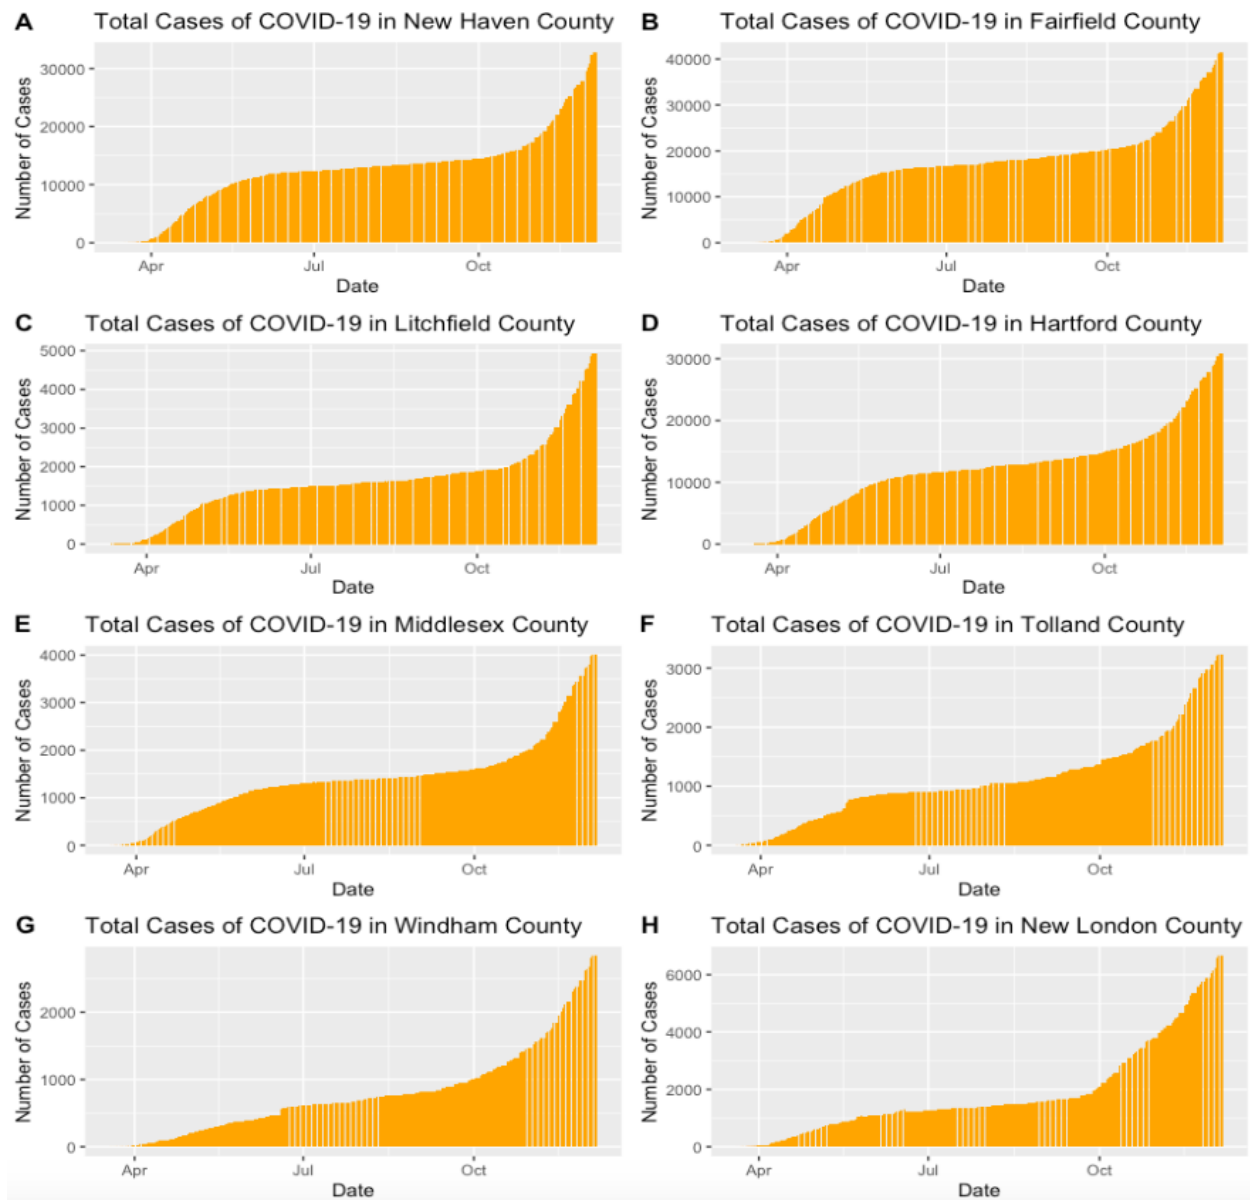 A Total Cases of COVID-19 in New Haven County
Number of Cases
30000
20000
10000
0
Apr Jul Oct
Date
B Total Cases of COVID-19 in Fairfield County
Number of Cases
40000
30000
20000
10000
0
Apr Jul Oct
Date
C Total Cases of COVID-19 in Litchfield County
Number of Cases
5000
4000
3000
2000
1000
0
Apr Jul Oct
Date
D Total Cases of COVID-19 in Hartford County
Number of Cases
30000
20000
10000
0
Apr Jul Oct
Date
E Total Cases of COVID-19 in Middlesex County
Number of Cases
4000
3000
2000
1000
0
Apr Jul Oct
Date
F Total Cases of COVID-19 in Tolland County
Number of Cases
3000
2000
1000
0
Apr Jul Oct
Date
G Total Cases of COVID-19 in Windham County
Number of Cases
2000
1000
0
Apr Jul Oct
Date
H Total Cases of COVID-19 in New London County
Number of Cases
6000
4000
2000
0
Apr Jul Oct
Date